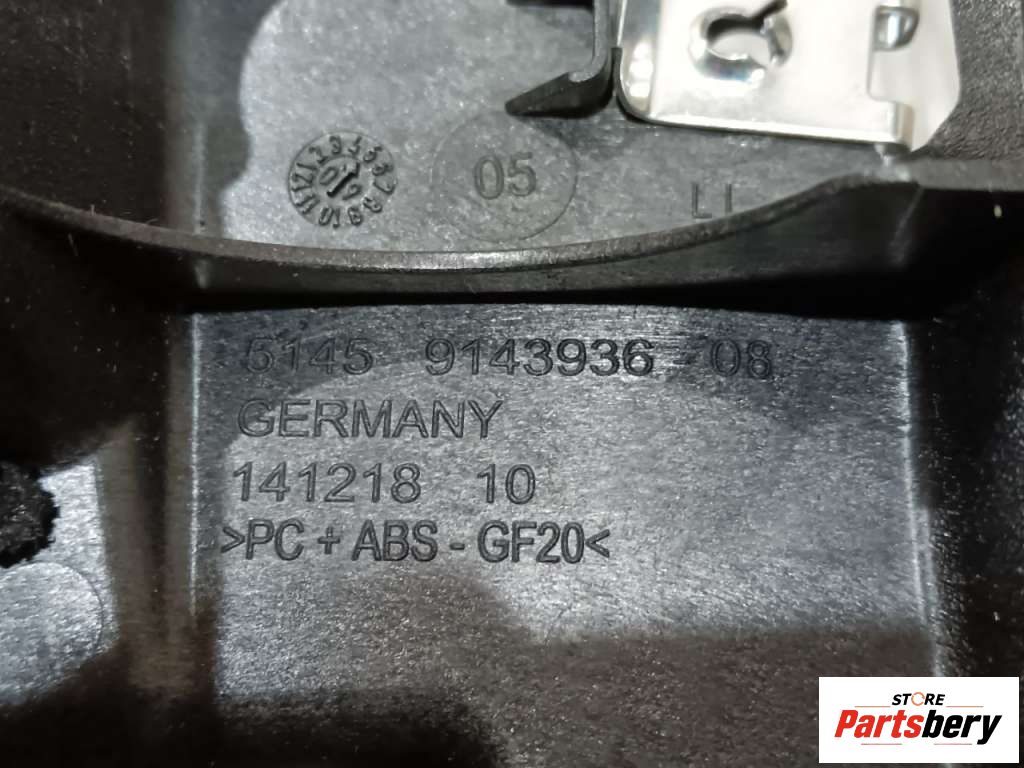 05
5145 9143936-08
GERMANY
141218 10
>PC + ABS - GF20<
STORE
Partsbery